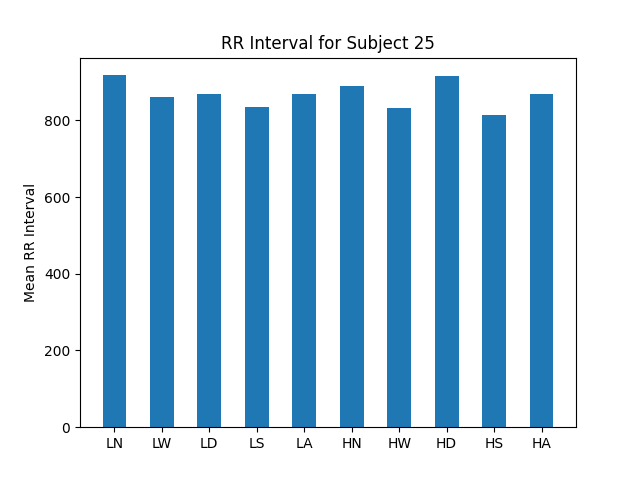 RR Interval for Subject 25
Mean RR Interval
800
600
400
200
0
LN LW LD LS LA HN HW HD HS HA